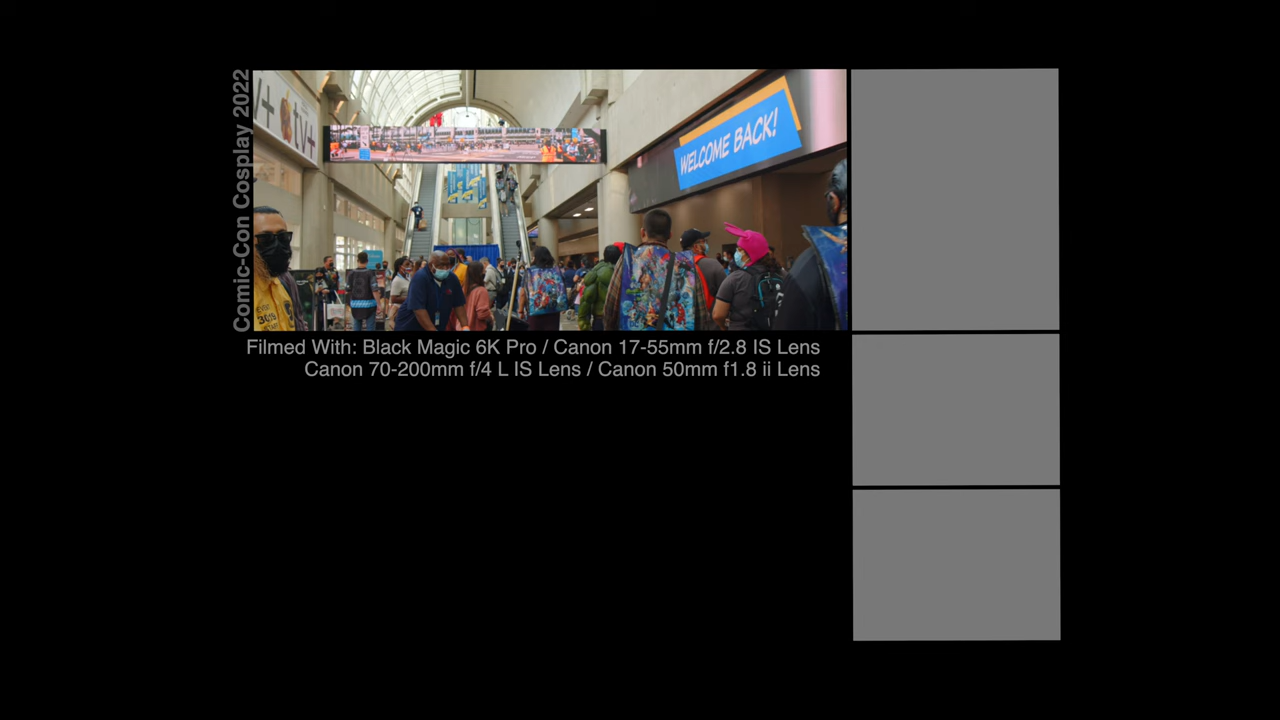 Comic-Con Cosplay 2022
tv+
WELCOME BACK!
Filmed With: Black Magic 6K Pro / Canon 17-55mm f/2.8 IS Lens
Canon 70-200mm f/4 L IS Lens / Canon 50mm f1.8 ii Lens